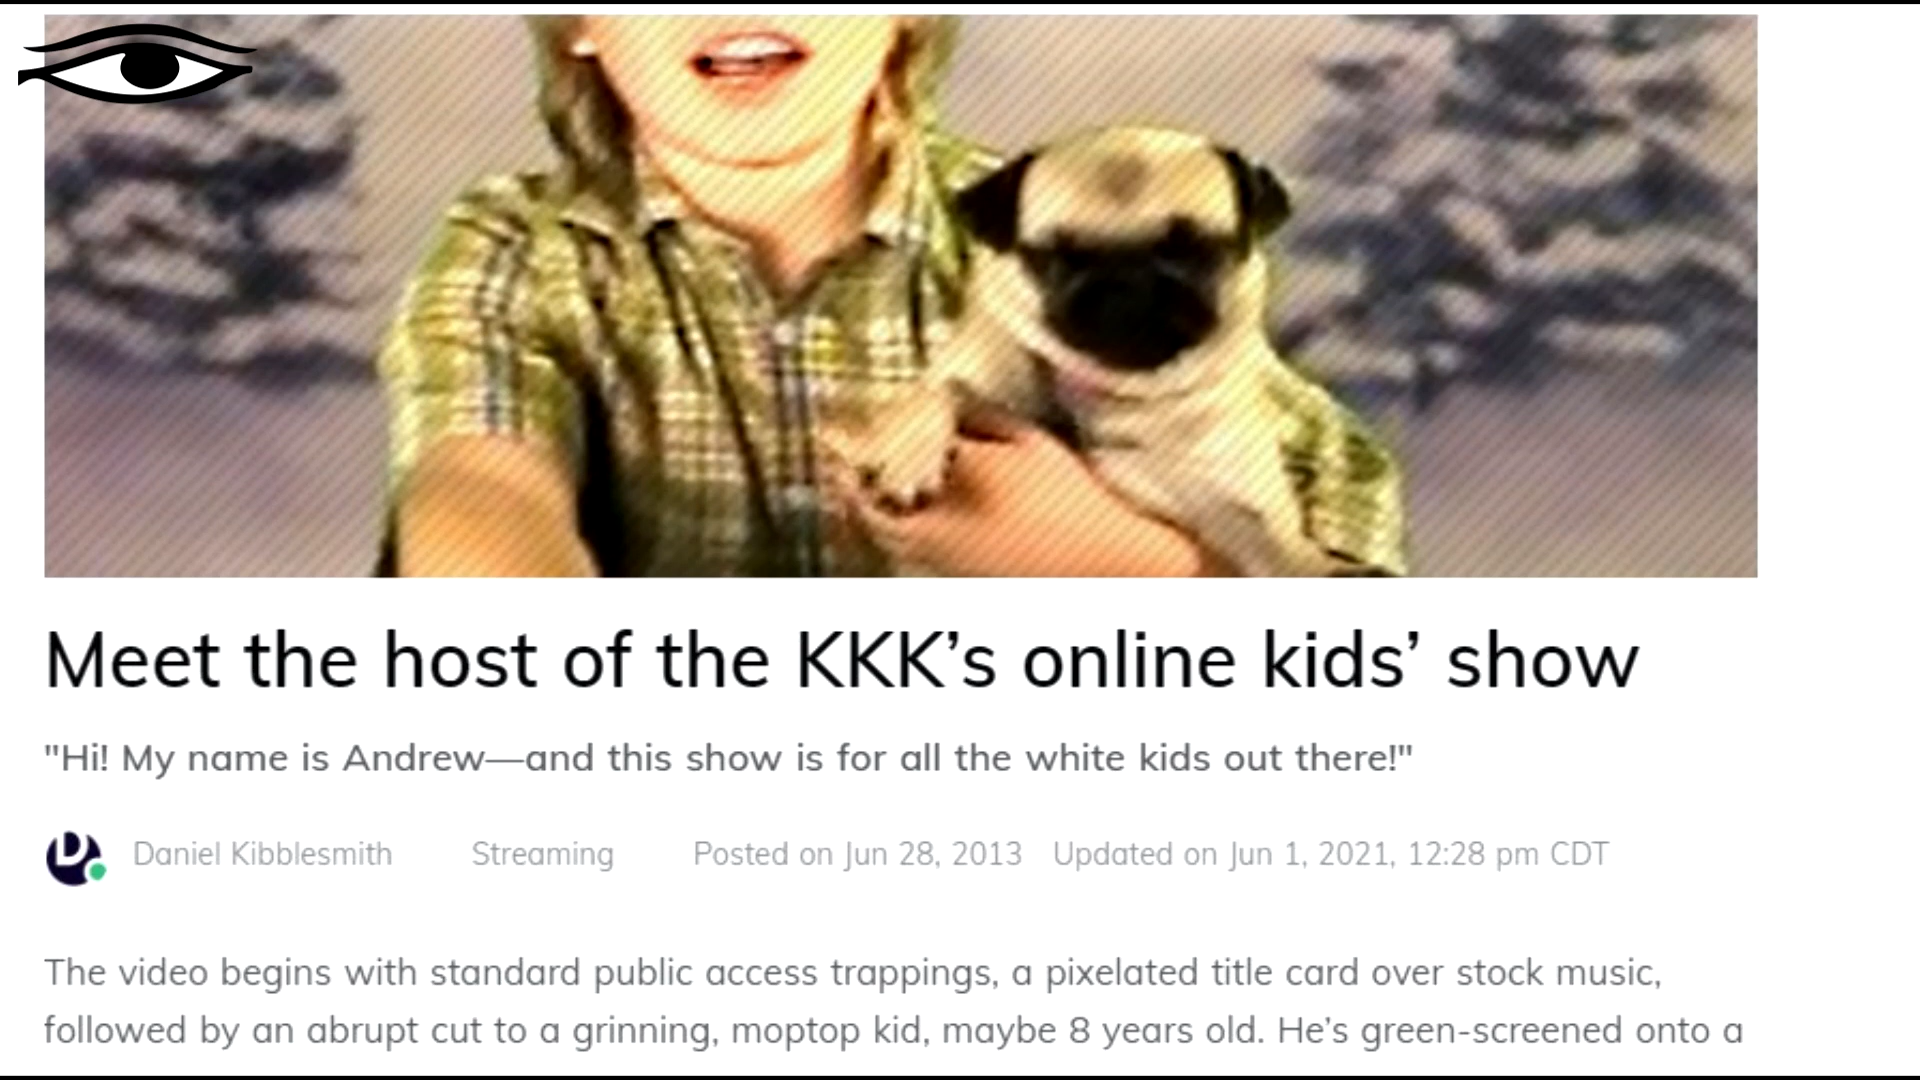 Meet the host of the KKK’s online kids’ show
"Hi! My name is Andrew—and this show is for all the white kids out there!"
D Daniel Kibblesmith Streaming Posted on Jun 28, 2013 Updated on Jun 1, 2021, 12:28 pm CDT
The video begins with standard public access trappings, a pixelated title card over stock music,
followed by an abrupt cut to a grinning, moptop kid, maybe 8 years old. He’s green-screened onto a